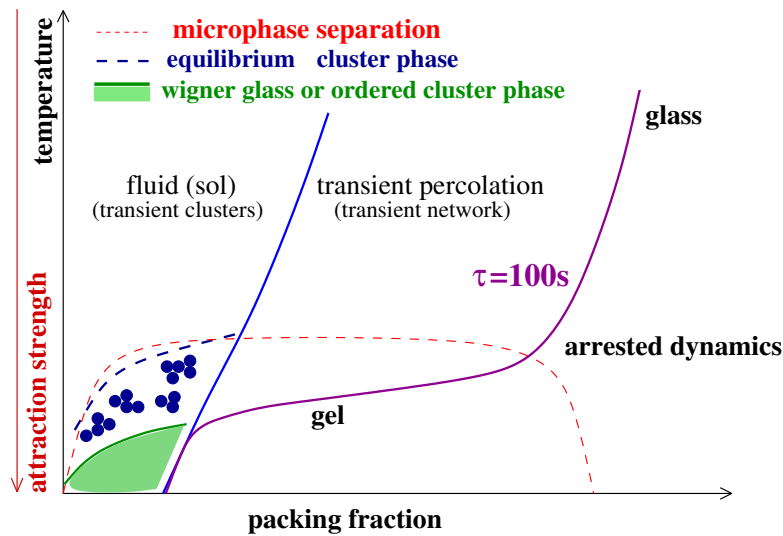 microphase separation
equilibrium cluster phase
wigner glass or ordered cluster phase
temperature
glass
fluid (sol)
(transient clusters)
transient percolation
(transient network)
τ=100s
attraction strength
arrested dynamics
gel
packing fraction